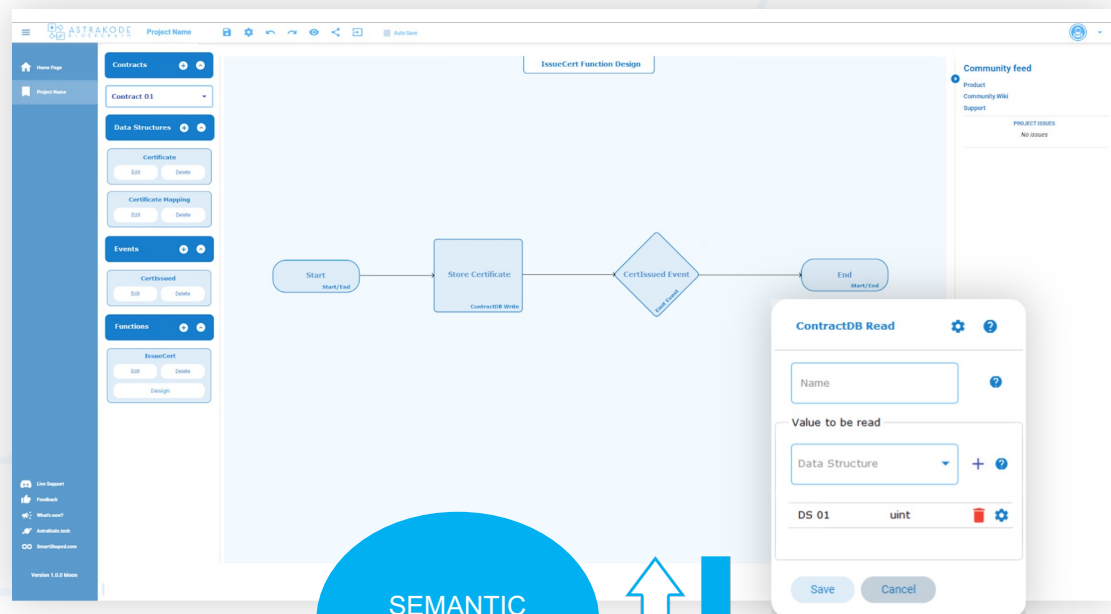 ASTRAKODE
BLOCKCHAIN
Project Name
Auto Save
Home Page
Project Name
Live Support
Feedback
What's new?
AstraKode.tech
SmartShaped.com
Version 1.0.0 Moon
Contracts
Contract 01
Data Structures
Certificate
Edit Delete
Certificate Mapping
Edit Delete
Events
CertIssued
Edit Delete
Functions
IssueCert
Edit Delete
Design
IssueCert Function Design
Start
Start/End
Store Certificate
ContractDB Write
CertIssued Event
Emit Event
End
Start/End
Community feed
Product
Community.Wiki
Support
PROJECT ISSUES
No issues
ContractDB Read
Name
Value to be read
Data Structure
DS 01 uint
Save Cancel
SEMANTIC